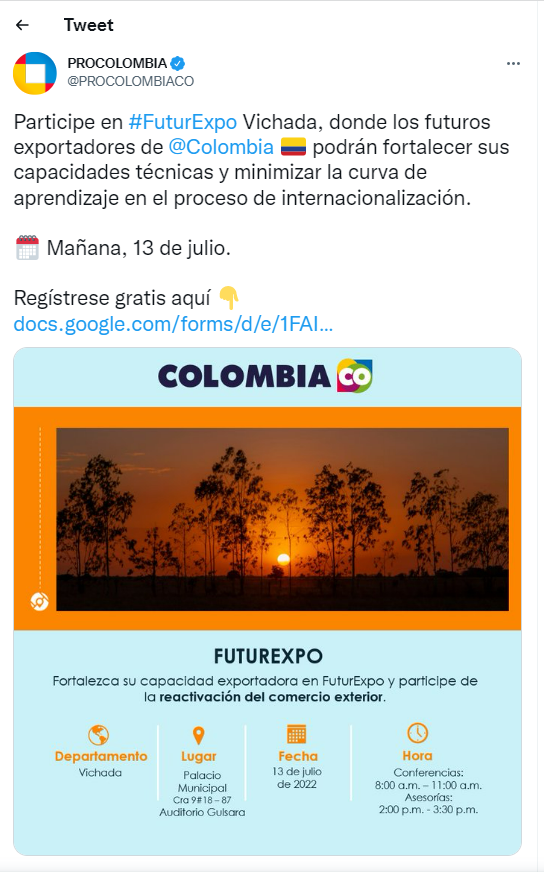 Tweet
PROCOLOMBIA
@PROCOLOMBIACO
Participe en #FuturExpo Vichada, donde los futuros
exportadores de @Colombia 🇨🇴 podrán fortalecer sus
capacidades técnicas y minimizar la curva de
aprendizaje en el proceso de internacionalización.
🗓️ Mañana, 13 de julio.
Regístrese gratis aquí 👇
docs.google.com/forms/d/e/1FAI...
COLOMBIA CO
FUTUREXPO
Fortalezca su capacidad exportadora en FuturExpo y participe de
la reactivación del comercio exterior.
Departamento
Vichada
Lugar
Palacio
Municipal
Cra 9#18 – 87
Auditorio Gulsara
Fecha
13 de julio
de 2022
Hora
Conferencias:
8:00 a.m. – 11:00 a.m.
Asesorías:
2:00 p.m. - 3:30 p.m.